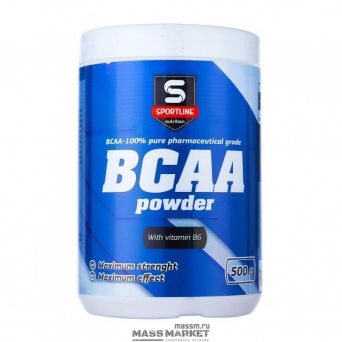 S
SPORTLINE
nutrition
BCAA-100% pure pharmaceutical grade
BCAA
powder
With vitamin B6
Maximum strenght
Maximum effect
500 g
massm.ru
MASS MARKET